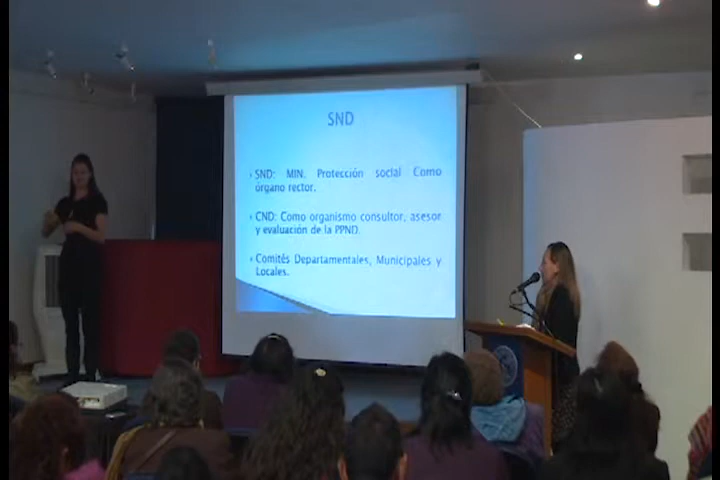 SND
SND: MIN. Protección social Como
órgano rector.
CND: Como organismo consultor, asesor
y evaluación de la PPND.
Comités Departamentales, Municipales y
Locales.